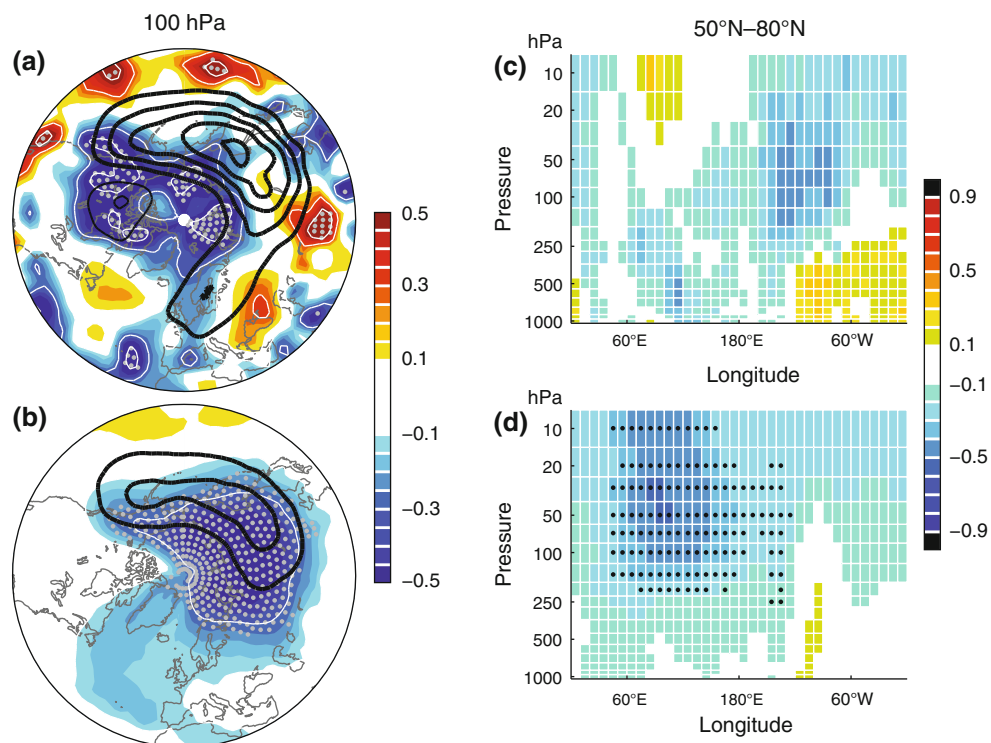 100 hPa
(a)
0.5
0.3
0.1
−0.1
−0.3
−0.5
(b)
50°N–80°N
(c)
hPa
10
20
50
100
250
500
1000
Pressure
60°E
180°E
60°W
Longitude
0.9
0.5
0.1
−0.1
−0.5
−0.9
(d)
hPa
10
20
50
100
250
500
1000
Pressure
60°E
180°E
60°W
Longitude